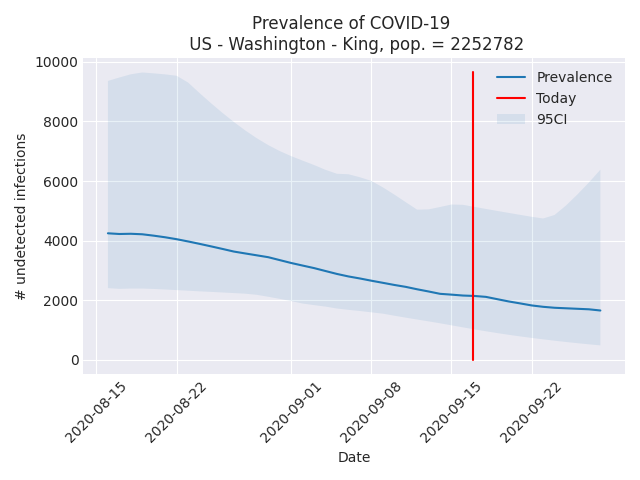 Prevalence of COVID-19
US - Washington - King, pop. = 2252782
# undetected infections
10000
8000
6000
4000
2000
0
Prevalence
Today
95CI
2020-08-15
2020-08-22
2020-09-01
2020-09-08
2020-09-15
2020-09-22
Date